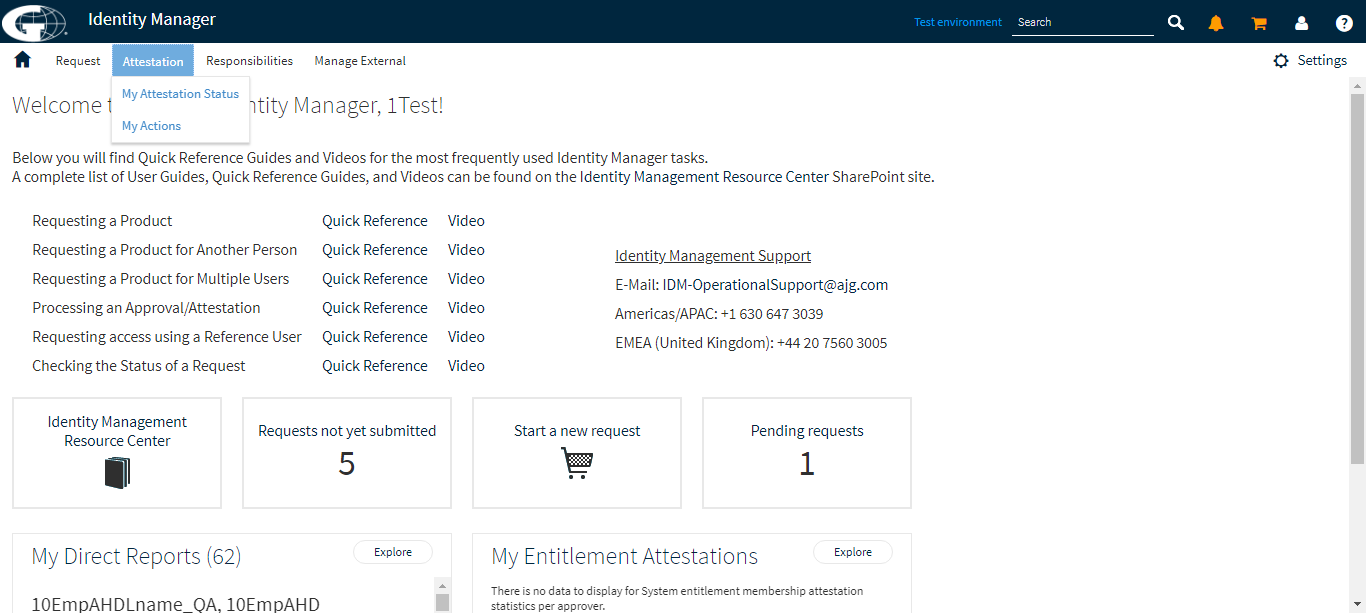 Identity Manager
Test environment Search
Request Attestation Responsibilities Manage External Settings
My Attestation Status
My Actions
Welcome t ntity Manager, 1Test!
Below you will find Quick Reference Guides and Videos for the most frequently used Identity Manager tasks.
A complete list of User Guides, Quick Reference Guides, and Videos can be found on the Identity Management Resource Center SharePoint site.
Requesting a Product Quick Reference Video
Requesting a Product for Another Person Quick Reference Video
Requesting a Product for Multiple Users Quick Reference Video
Processing an Approval/Attestation Quick Reference Video
Requesting access using a Reference User Quick Reference Video
Checking the Status of a Request Quick Reference Video
Identity Management Support
E-Mail: IDM-OperationalSupport@ajg.com
Americas/APAC: +1 630 647 3039
EMEA (United Kingdom): +44 20 7560 3005
Identity Management
Resource Center
Requests not yet submitted
5
Start a new request
Pending requests
1
My Direct Reports (62) Explore
10EmpAHDLname_QA, 10EmpAHD
My Entitlement Attestations Explore
There is no data to display for System entitlement membership attestation
statistics per approver.